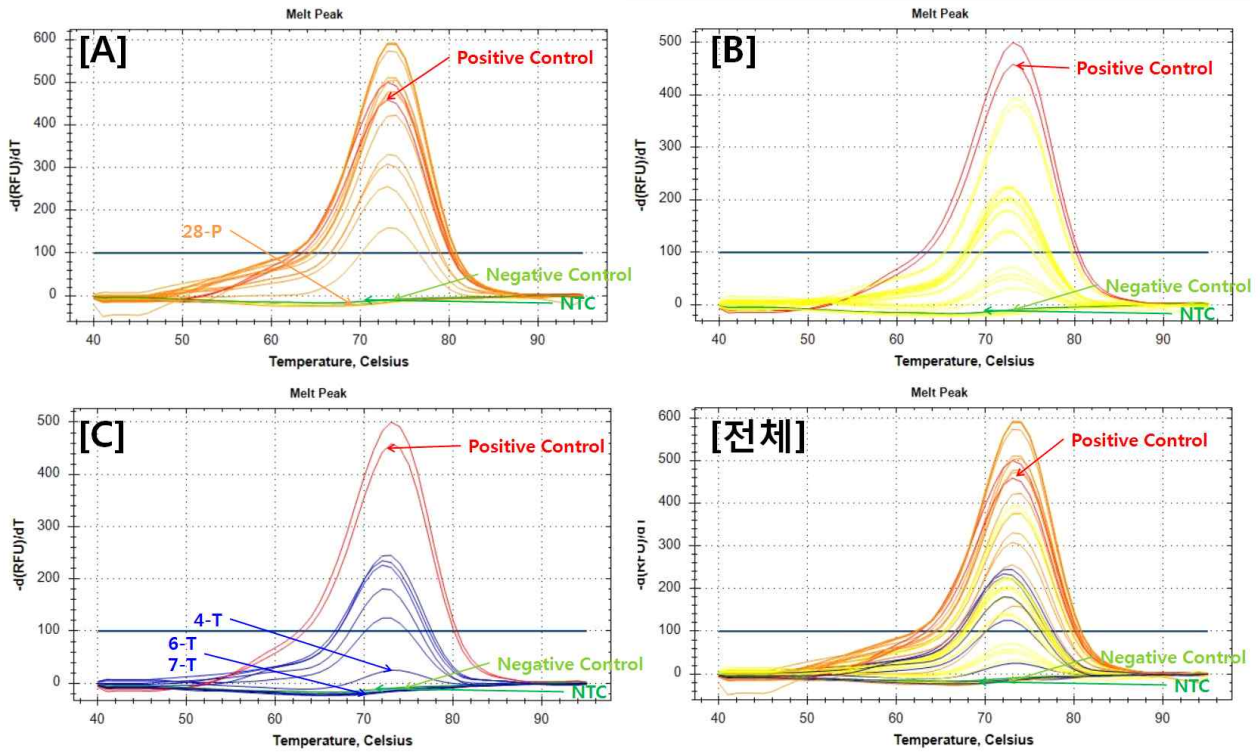 Melt Peak
[A]
600
500
400
300
200
100
0
-d(RFU)/dT
Positive Control
28-P
Negative Control
NTC
40
50
60
70
80
90
Temperature, Celsius
Melt Peak
[B]
500
400
300
200
100
0
-d(RFU)/dT
Positive Control
Negative Control
NTC
40
50
60
70
80
90
Temperature, Celsius
Melt Peak
[C]
500
400
300
200
100
0
-d(RFU)/dT
Positive Control
4-T
6-T
7-T
Negative Control
NTC
40
50
60
70
80
90
Temperature, Celsius
Melt Peak
[전체]
600
500
400
300
200
100
0
-d(RFU)/dT
Positive Control
Negative Control
NTC
40
50
60
70
80
90
Temperature, Celsius